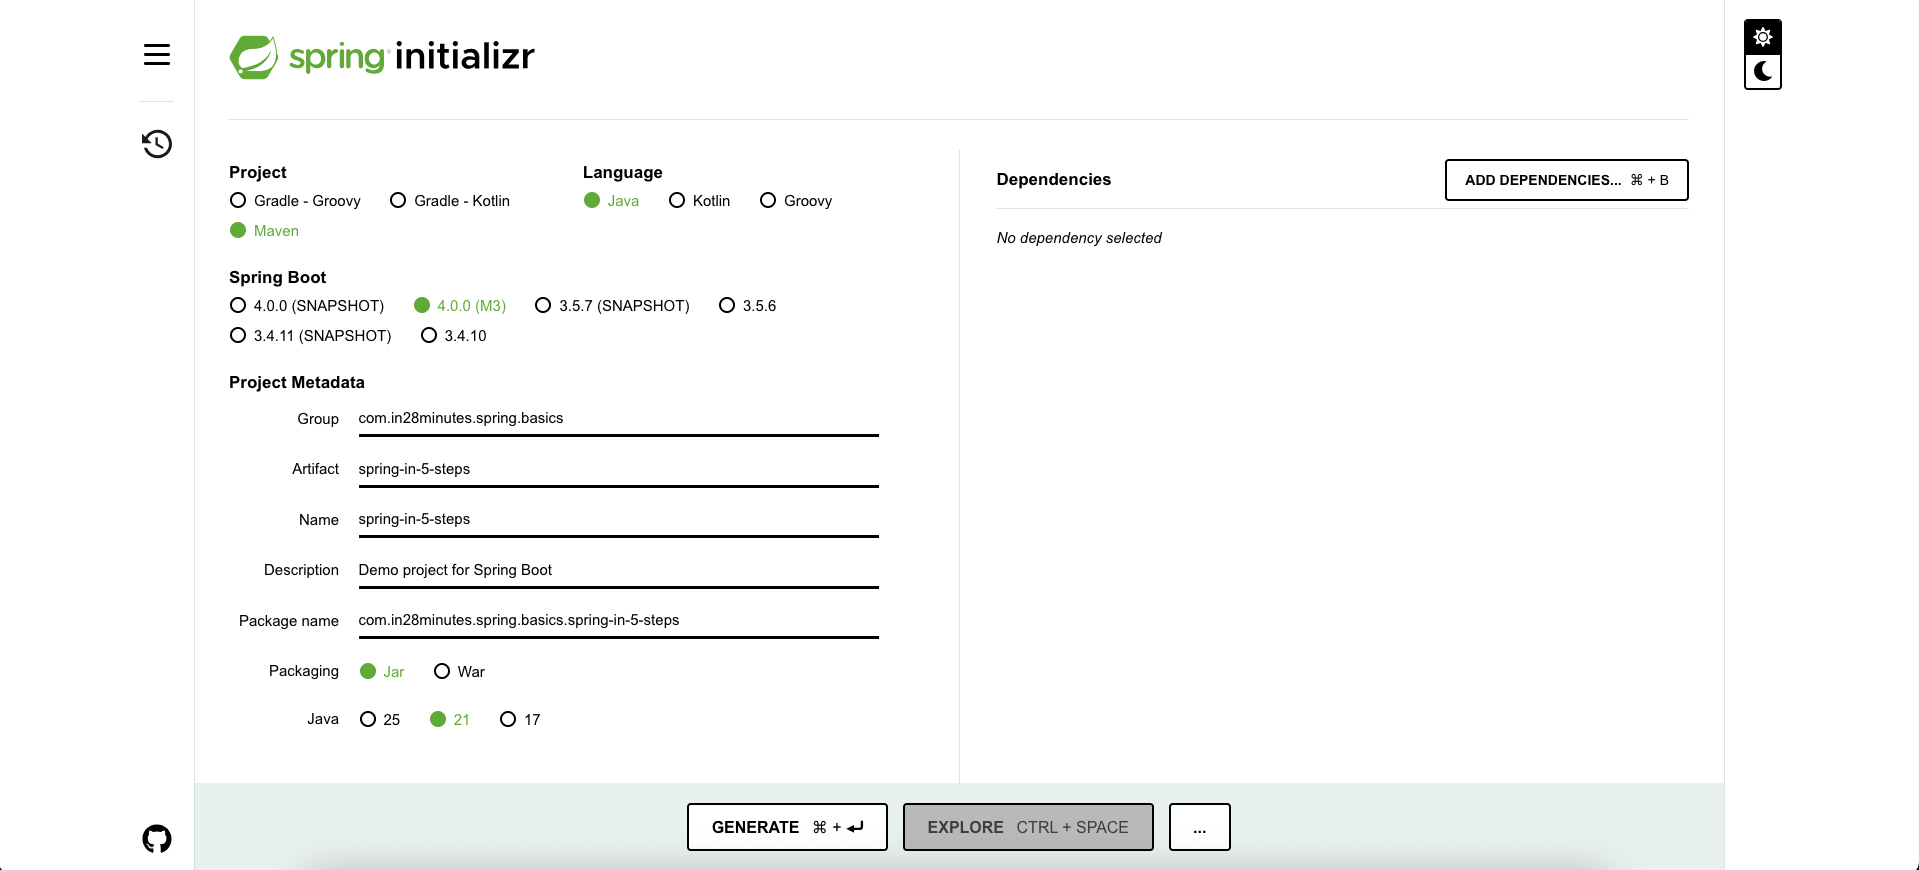 spring initializr
Project
Gradle - Groovy
Gradle - Kotlin
Maven
Language
Java
Kotlin
Groovy
Spring Boot
4.0.0 (SNAPSHOT)
4.0.0 (M3)
3.5.7 (SNAPSHOT)
3.5.6
3.4.11 (SNAPSHOT)
3.4.10
Project Metadata
Group com.in28minutes.spring.basics
Artifact spring-in-5-steps
Name spring-in-5-steps
Description Demo project for Spring Boot
Package name com.in28minutes.spring.basics.spring-in-5-steps
Packaging Jar War
Java 25 21 17
Dependencies
ADD DEPENDENCIES... ⌘ + B
No dependency selected
GENERATE ⌘ + ↵
EXPLORE CTRL + SPACE
...